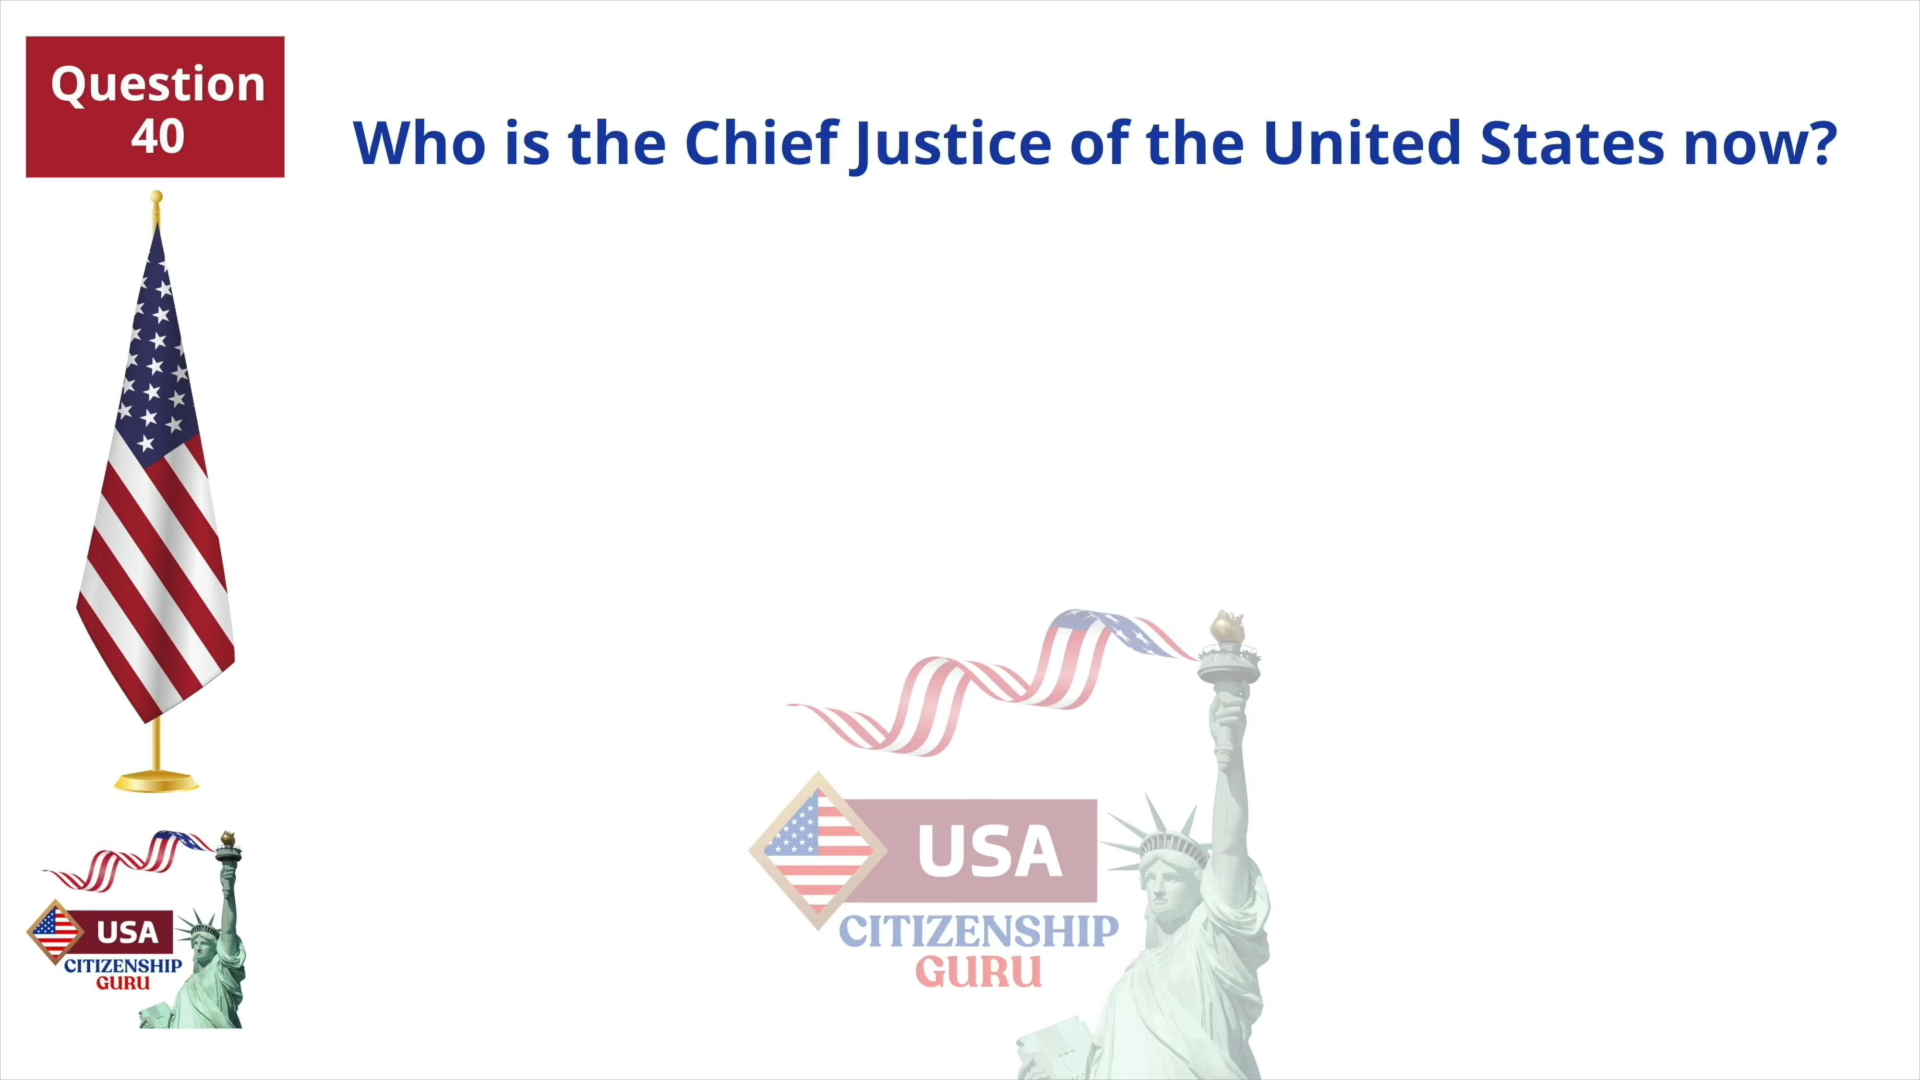 Question
40
Who is the Chief Justice of the United States now?
USA
CITIZENSHIP
GURU
USA
CITIZENSHIP
GURU